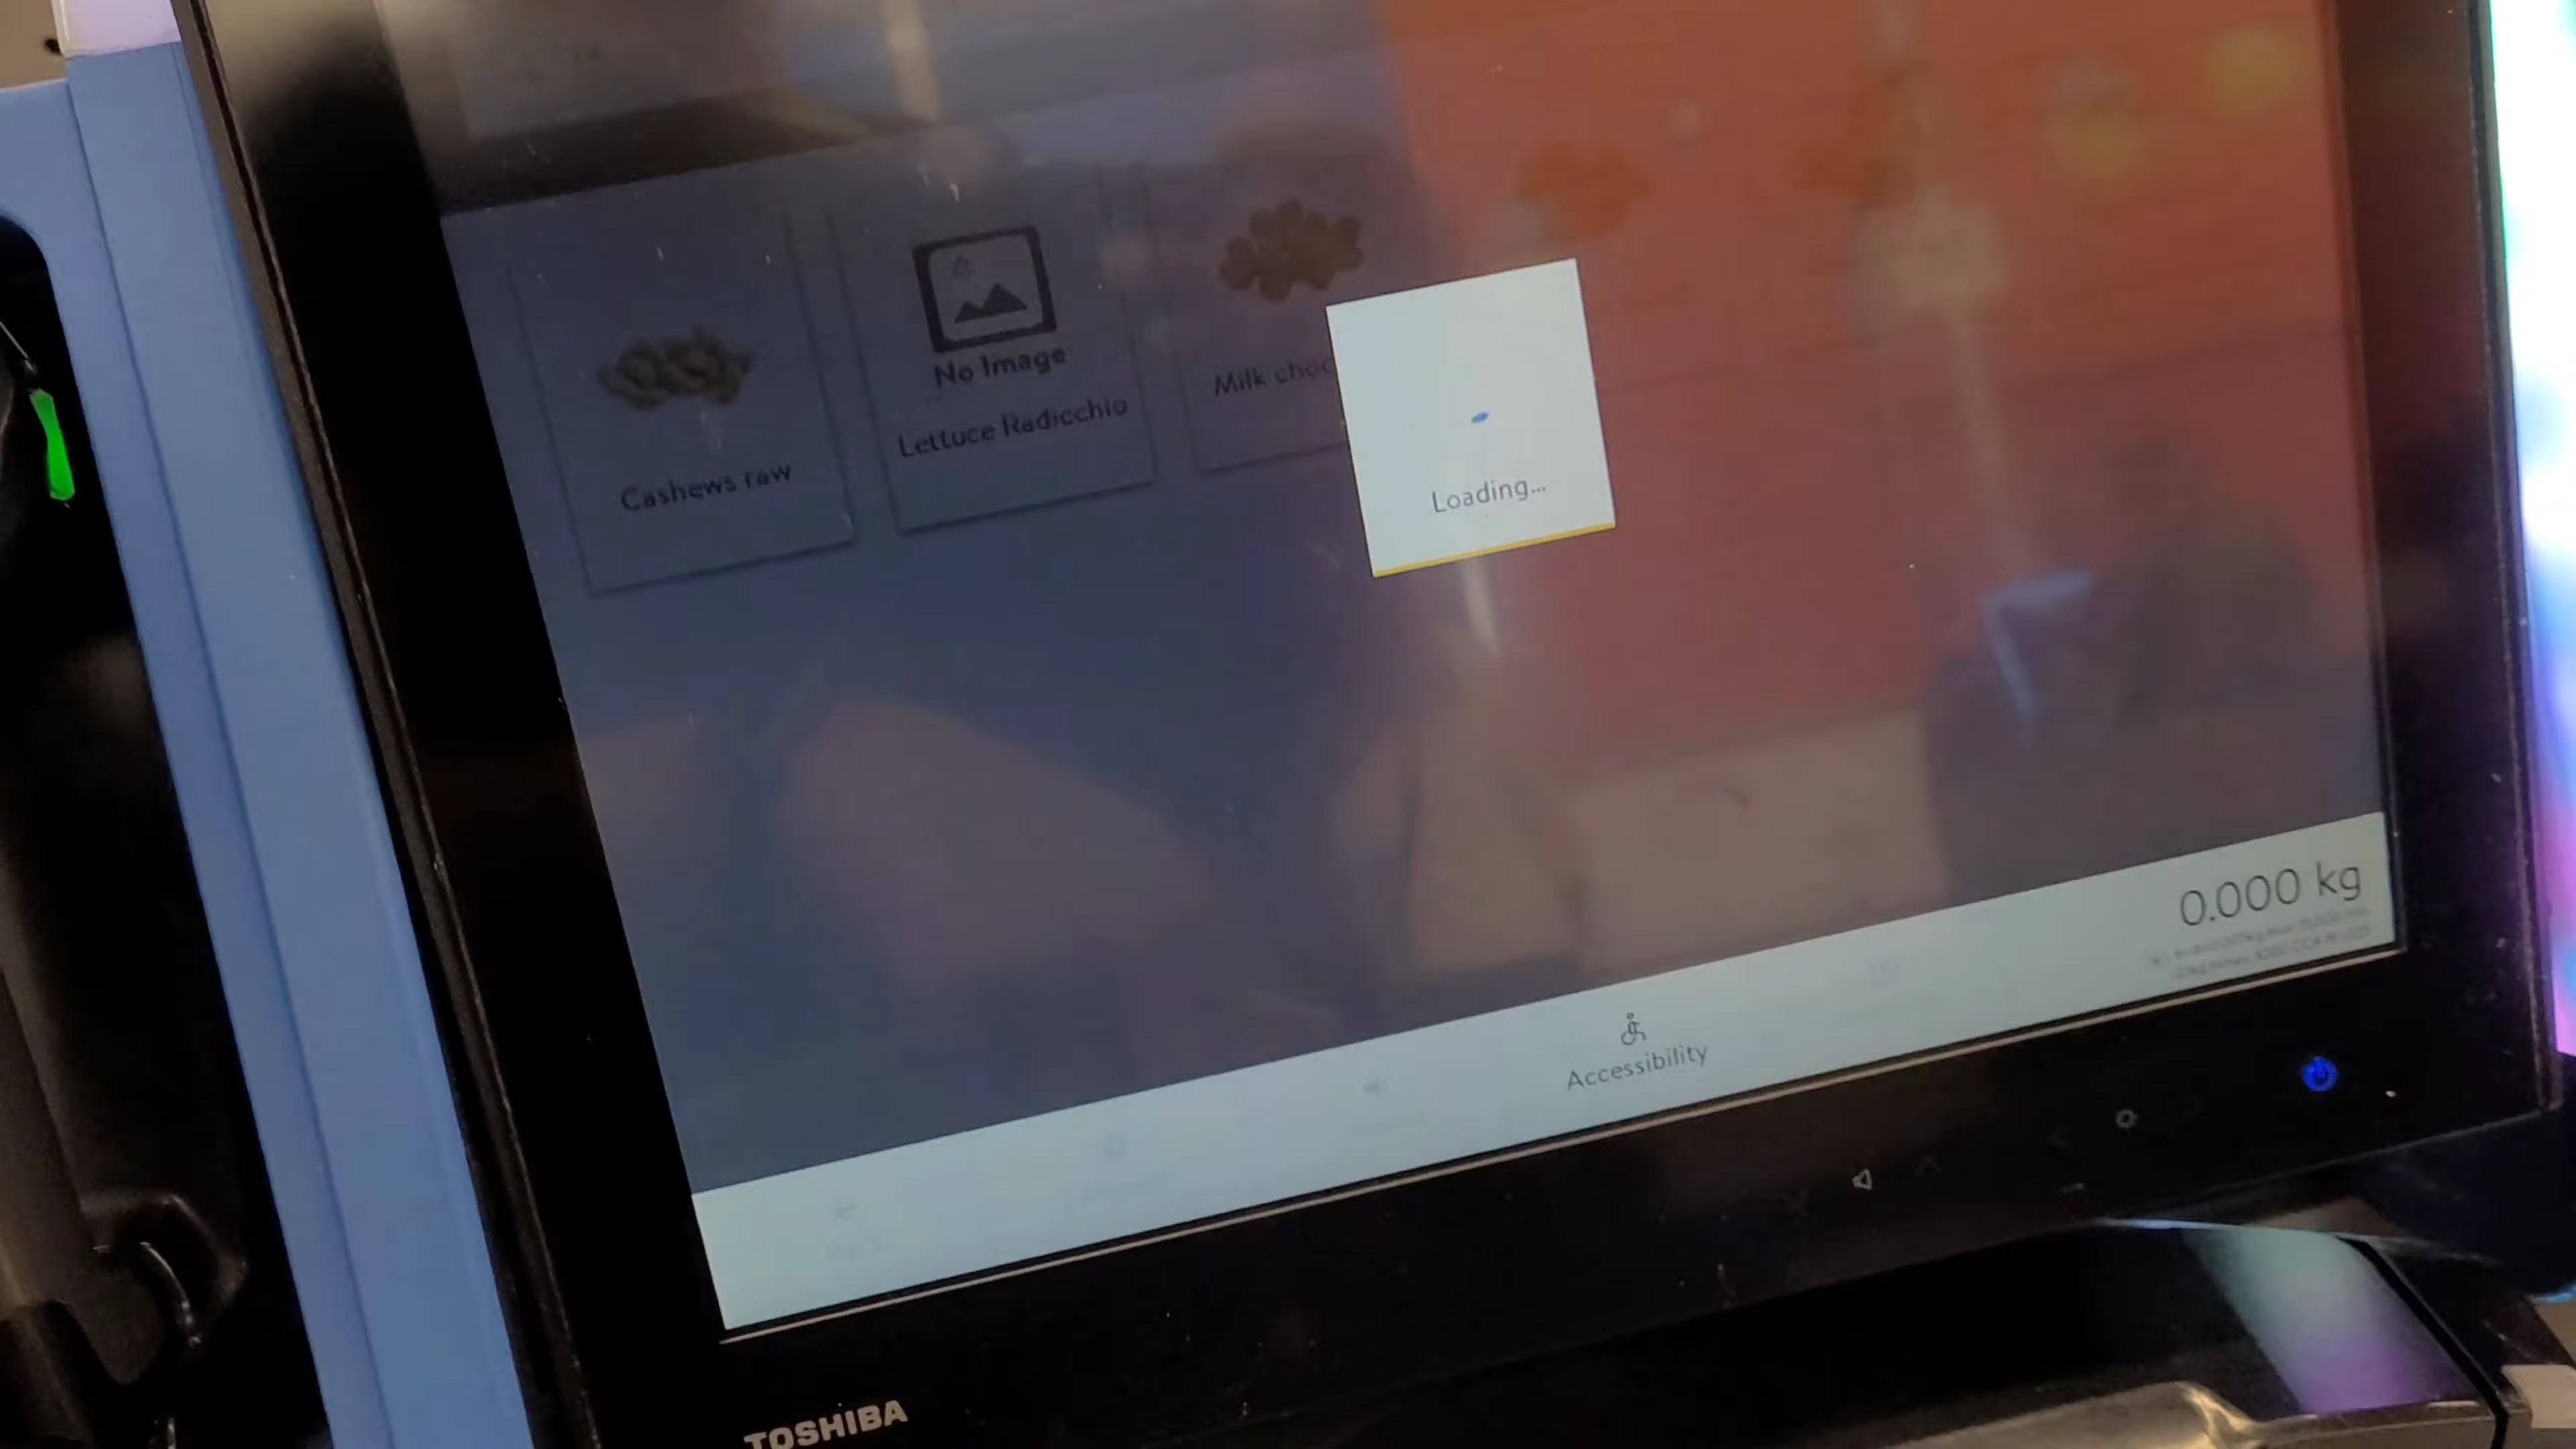 No Image
Cashews raw
Lettuce Radicchio
Milk choc
Loading...
0.000 kg
Accessibility
TOSHIBA